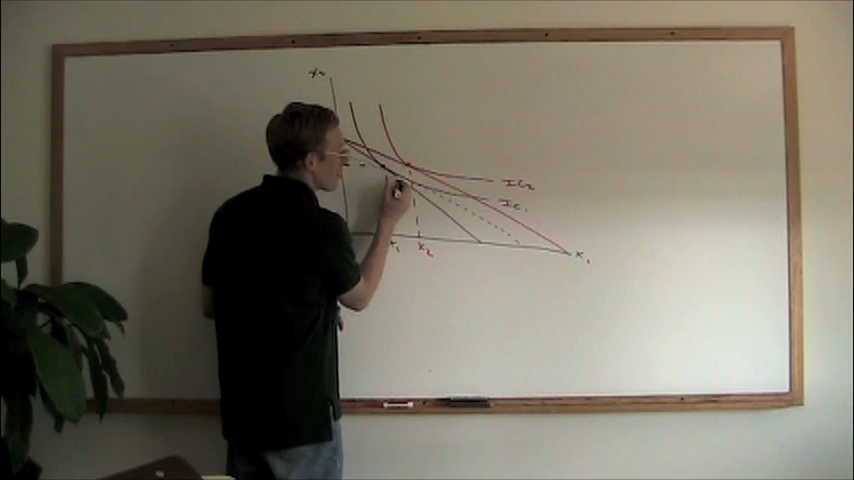 X₂
IC₂
IC₁
x₁
x₂
X₁